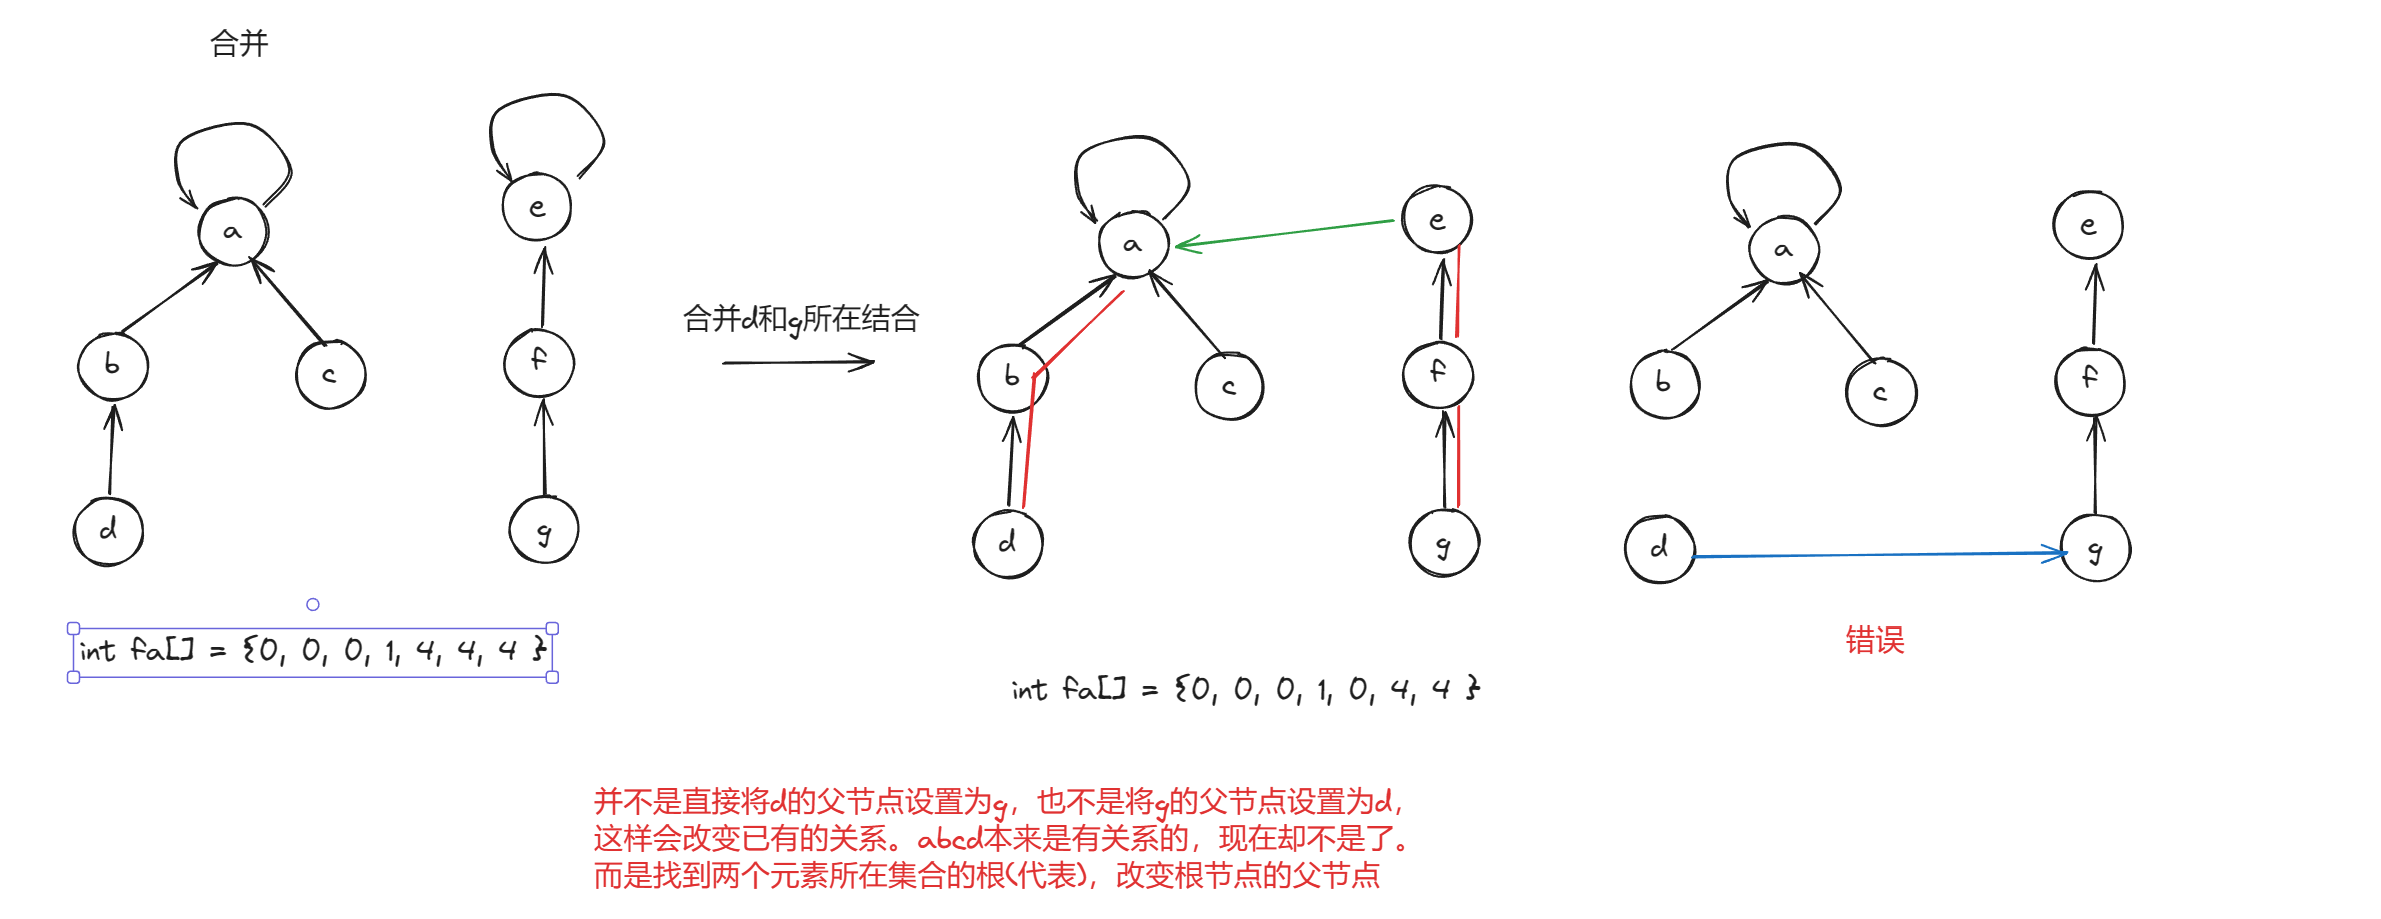 合并
a
e
b
c
f
d
g
int fa[] = {0, 0, 0, 1, 4, 4, 4 }
合并d和g所在结合
a
e
b
c
f
d
g
int fa[] = {0, 0, 0, 1, 0, 4, 4 }
a
e
b
c
f
d
g
错误
并不是直接将d的父节点设置为g，也不是将g的父节点设置为d，
这样会改变已有的关系。abcd本来是有关系的，现在却不是了。
而是找到两个元素所在集合的根(代表)，改变根节点的父节点